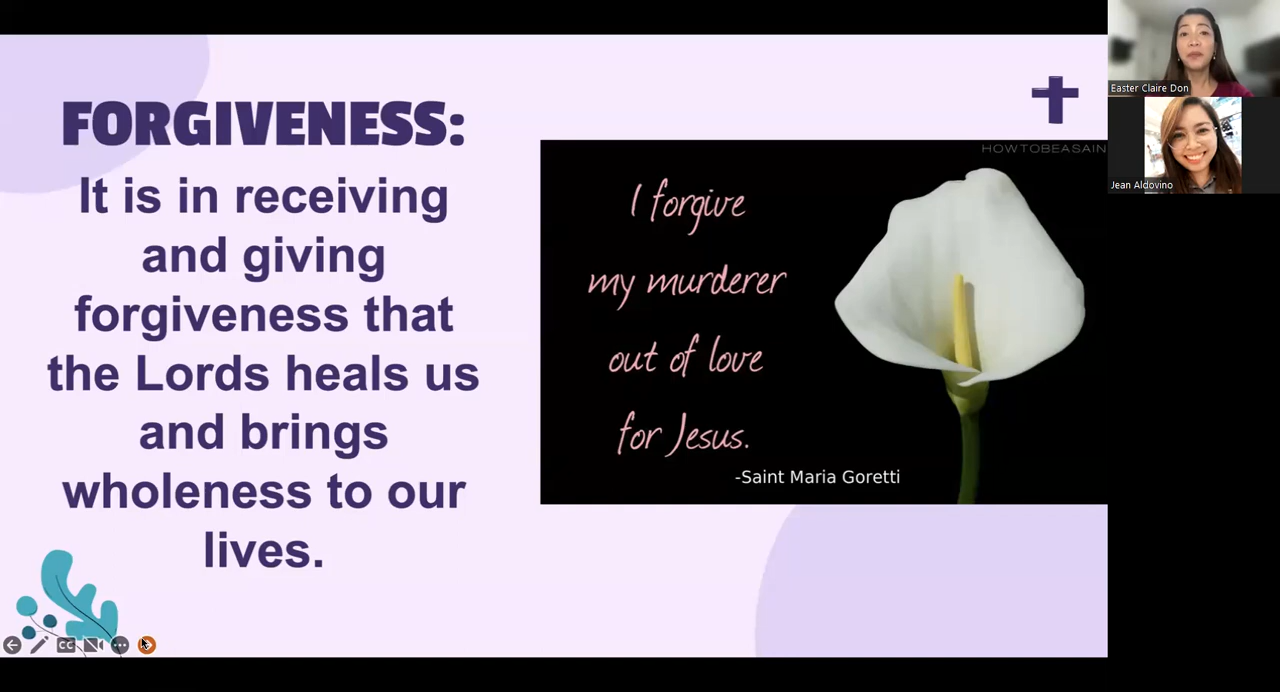 FORGIVENESS:
It is in receiving
and giving
forgiveness that
the Lords heals us
and brings
wholeness to our
lives.
HOWTOBEASAIN
I forgive
my murderer
out of love
for Jesus.
-Saint Maria Goretti
Easter Claire Don
Jean Aldovino
CC